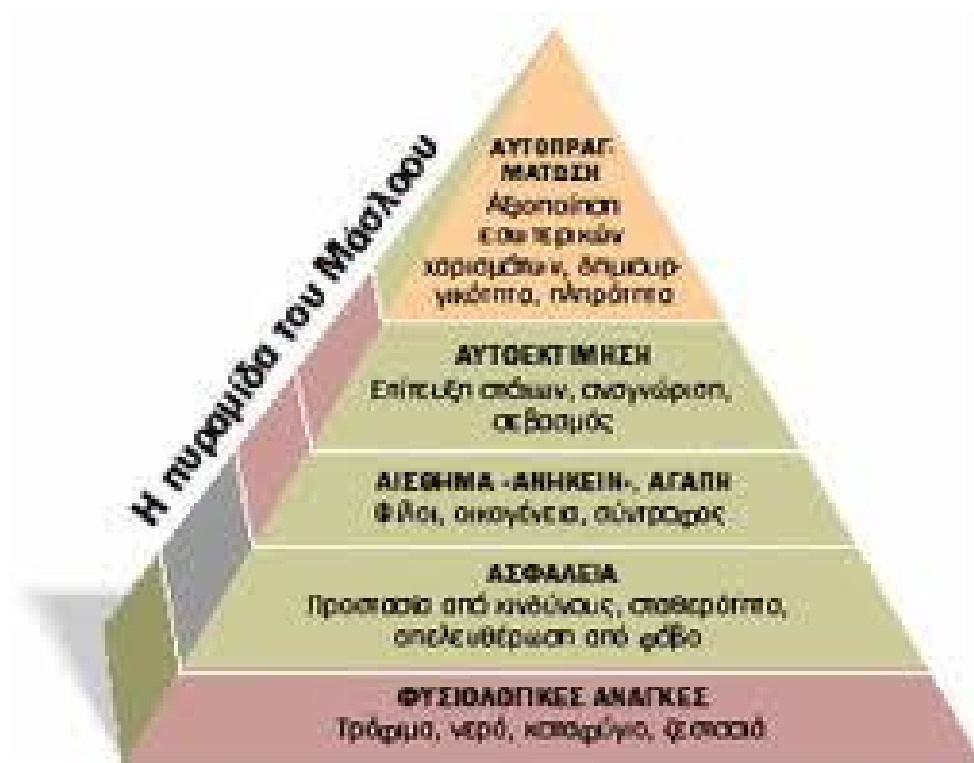 Η πυραμίδα του Μάσλοου
ΑΥΤΟΠΡΑΓ-
ΜΑΤΩΣΗ
Αξιοποίηση
εσωτερικών
χαρισμάτων, δημιουρ-
γικότητα, πληρότητα
ΑΥΤΟΕΚΤΙΜΗΣΗ
Επίτευξη στόχων, αναγνώριση,
σεβασμός
ΑΙΣΘΗΜΑ «ΑΝΗΚΕΙΝ», ΑΓΑΠΗ
Φίλοι, οικογένεια, σύντροφος
ΑΣΦΑΛΕΙΑ
Προστασία από κινδύνους, σταθερότητα,
απελευθέρωση από φόβο
ΦΥΣΙΟΛΟΓΙΚΕΣ ΑΝΑΓΚΕΣ
Τρόφιμα, νερό, καταφύγιο, ζεστασιά